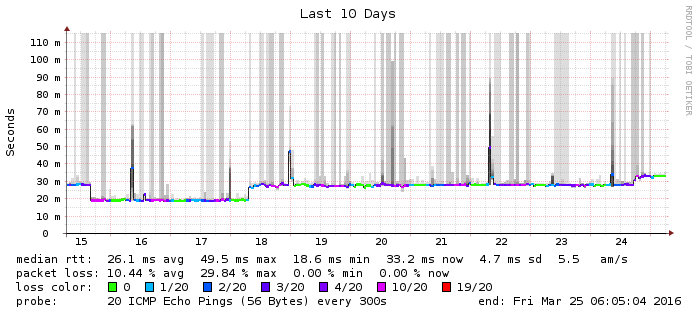 Last 10 Days
RRDTOOL / TOBI OETIKER
Seconds
110 m
100 m
90 m
80 m
70 m
60 m
50 m
40 m
30 m
20 m
10 m
0
15 16 17 18 19 20 21 22 23 24
median rtt: 26.1 ms avg 49.5 ms max 18.6 ms min 33.2 ms now 4.7 ms sd 5.5 am/s
packet loss: 10.44 % avg 29.84 % max 0.00 % min 0.00 % now
loss color: 0 1/20 2/20 3/20 4/20 10/20 19/20
probe: 20 ICMP Echo Pings (56 Bytes) every 300s end: Fri Mar 25 06:05:04 2016